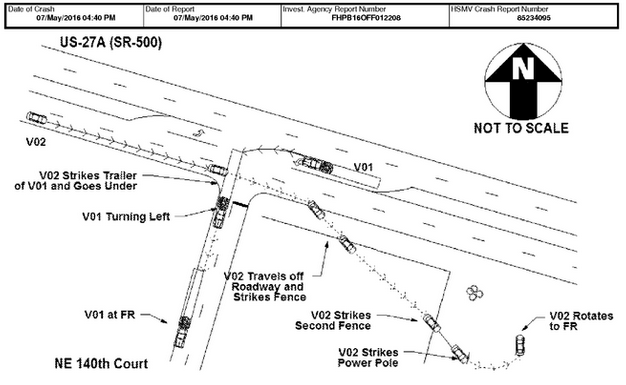 Date of Crash
07/May/2016 04:40 PM
Date of Report
07/May/2016 04:40 PM
Invest. Agency Report Number
FHPB16OFF012208
HSMV Crash Report Number
85234095
US-27A (SR-500)
N
NOT TO SCALE
V02
V01
V02 Strikes Trailer
of V01 and Goes Under
V01 Turning Left
V02 Travels off
Roadway and
Strikes Fence
V01 at FR
V02 Strikes
Second Fence
V02 Rotates
to FR
V02 Strikes
Power Pole
NE 140th Court